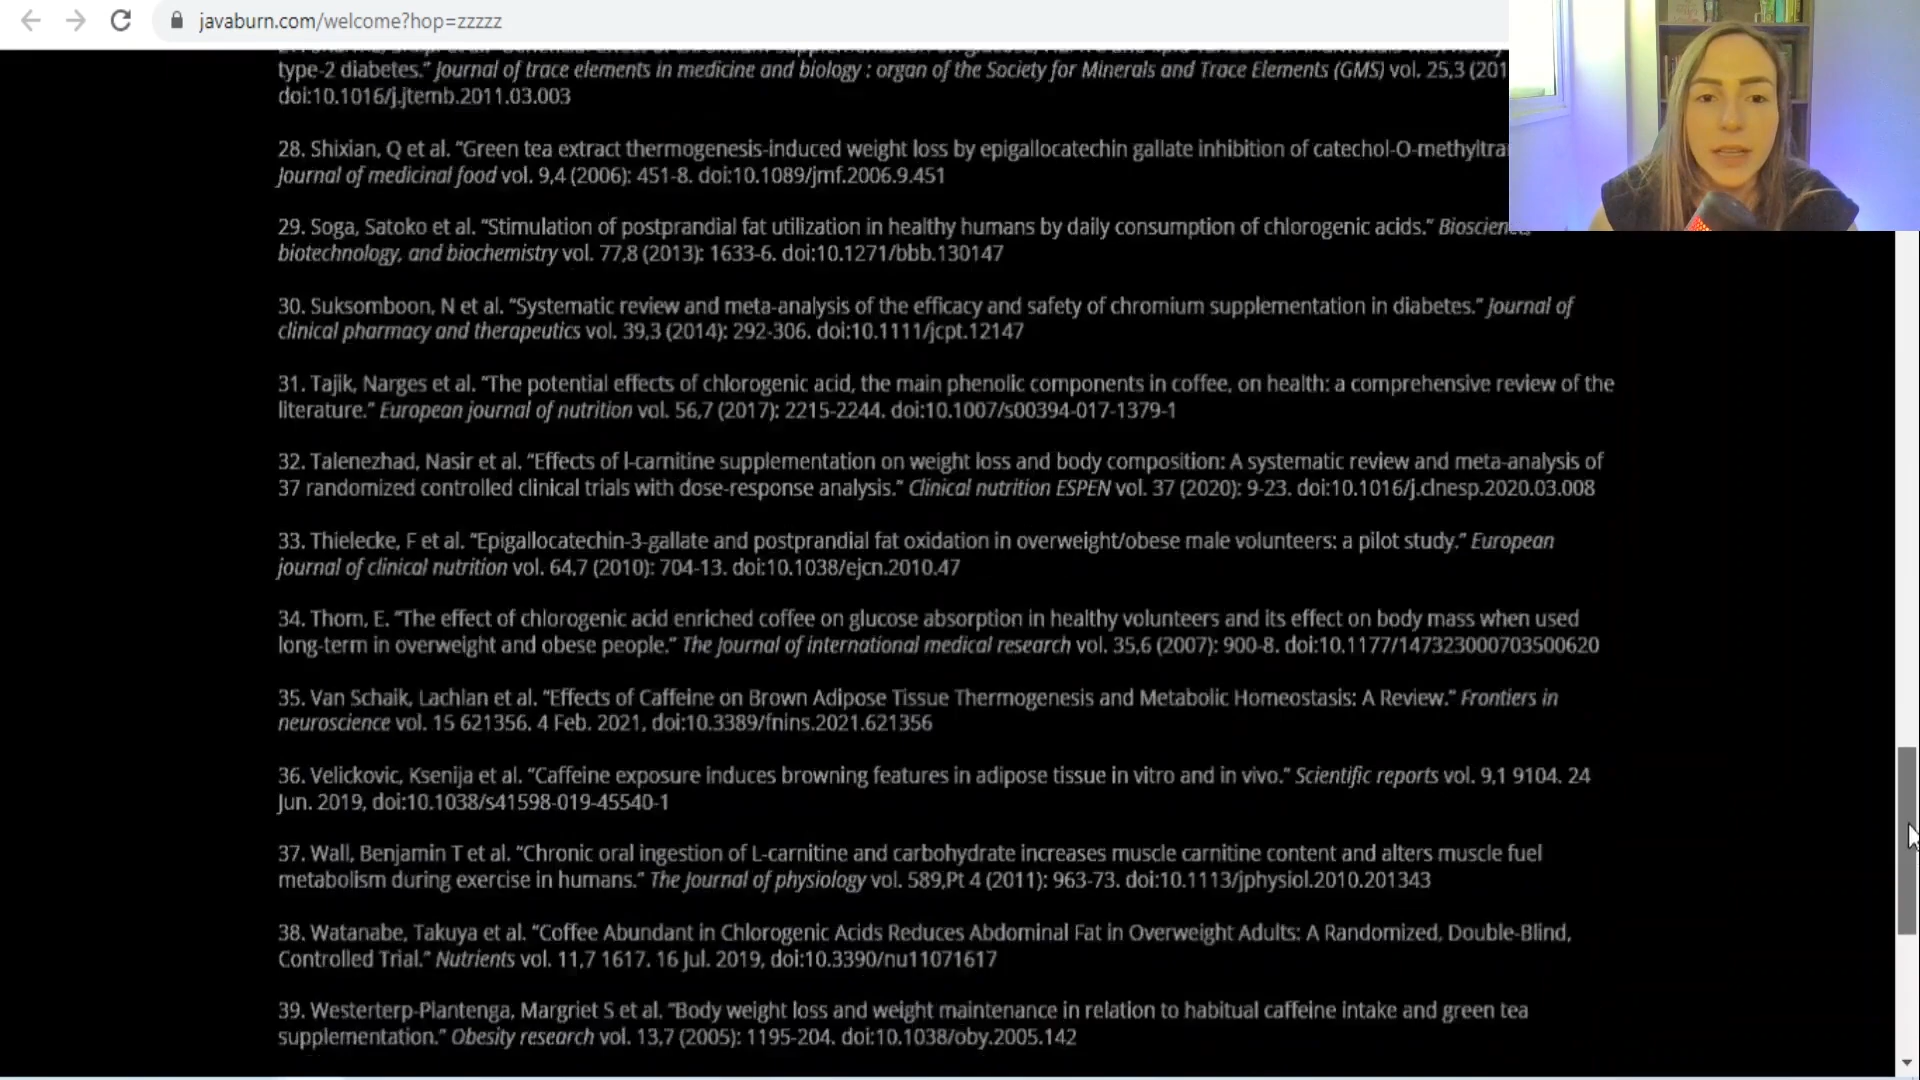 javaburn.com/welcome?hop=zzzzz
type-2 diabetes.” Journal of trace elements in medicine and biology : organ of the Society for Minerals and Trace Elements (GMS) vol. 25,3 (201
doi:10.1016/j.jtemb.2011.03.003
28. Shixian, Q et al. “Green tea extract thermogenesis-induced weight loss by epigallocatechin gallate inhibition of catechol-O-methyltra
Journal of medicinal food vol. 9,4 (2006): 451-8. doi:10.1089/jmf.2006.9.451
29. Soga, Satoko et al. “Stimulation of postprandial fat utilization in healthy humans by daily consumption of chlorogenic acids.” Bioscience
biotechnology, and biochemistry vol. 77,8 (2013): 1633-6. doi:10.1271/bbb.130147
30. Suksomboon, N et al. “Systematic review and meta-analysis of the efficacy and safety of chromium supplementation in diabetes.” Journal of
clinical pharmacy and therapeutics vol. 39,3 (2014): 292-306. doi:10.1111/jcpt.12147
31. Tajik, Narges et al. “The potential effects of chlorogenic acid, the main phenolic components in coffee, on health: a comprehensive review of the
literature.” European journal of nutrition vol. 56,7 (2017): 2215-2244. doi:10.1007/s00394-017-1379-1
32. Talenezhad, Nasir et al. “Effects of l-carnitine supplementation on weight loss and body composition: A systematic review and meta-analysis of
37 randomized controlled clinical trials with dose-response analysis.” Clinical nutrition ESPEN vol. 37 (2020): 9-23. doi:10.1016/j.clnesp.2020.03.008
33. Thielecke, F et al. “Epigallocatechin-3-gallate and postprandial fat oxidation in overweight/obese male volunteers: a pilot study.” European
journal of clinical nutrition vol. 64,7 (2010): 704-13. doi:10.1038/ejcn.2010.47
34. Thom, E. “The effect of chlorogenic acid enriched coffee on glucose absorption in healthy volunteers and its effect on body mass when used
long-term in overweight and obese people.” The Journal of international medical research vol. 35,6 (2007): 900-8. doi:10.1177/147323000703500620
35. Van Schaik, Lachlan et al. “Effects of Caffeine on Brown Adipose Tissue Thermogenesis and Metabolic Homeostasis: A Review.” Frontiers in
neuroscience vol. 15 621356. 4 Feb. 2021, doi:10.3389/fnins.2021.621356
36. Velickovic, Ksenija et al. “Caffeine exposure induces browning features in adipose tissue in vitro and in vivo.” Scientific reports vol. 9,1 9104. 24
Jun. 2019, doi:10.1038/s41598-019-45540-1
37. Wall, Benjamin T et al. “Chronic oral ingestion of L-carnitine and carbohydrate increases muscle carnitine content and alters muscle fuel
metabolism during exercise in humans.” The Journal of physiology vol. 589,Pt 4 (2011): 963-73. doi:10.1113/jphysiol.2010.201343
38. Watanabe, Takuya et al. “Coffee Abundant in Chlorogenic Acids Reduces Abdominal Fat in Overweight Adults: A Randomized, Double-Blind,
Controlled Trial.” Nutrients vol. 11,7 1617. 16 Jul. 2019, doi:10.3390/nu11071617
39. Westerterp-Plantenga, Margriet S et al. “Body weight loss and weight maintenance in relation to habitual caffeine intake and green tea
supplementation.” Obesity research vol. 13,7 (2005): 1195-204. doi:10.1038/oby.2005.142